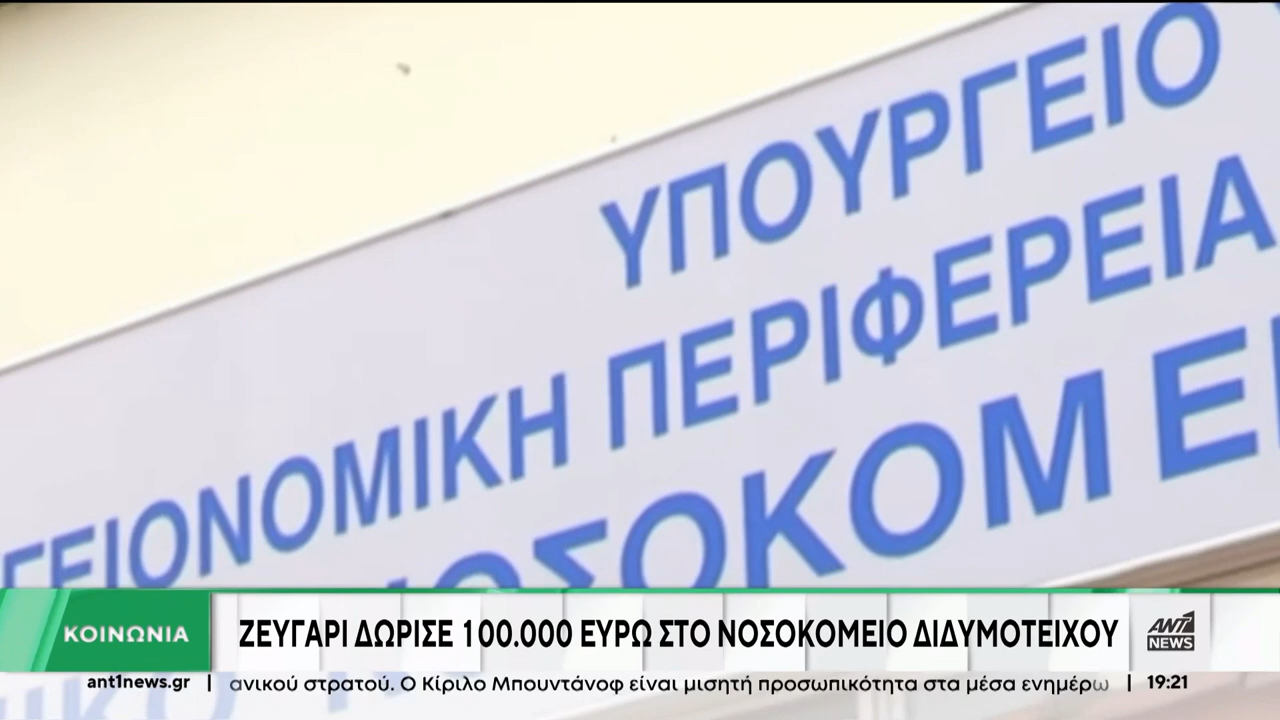 ΥΠΟΥΡΓΕΙΟ
ΓΕΙΟΝΟΜΙΚΗ ΠΕΡΙΦΕΡΕΙΑ
ΝΟΣΟΚΟΜΕ
ΚΟΙΝΩΝΙΑ
ΖΕΥΓΑΡΙ ΔΩΡΙΣΕ 100.000 ΕΥΡΩ ΣΤΟ ΝΟΣΟΚΟΜΕΙΟ ΔΙΔΥΜΟΤΕΙΧΟΥ
ANT1 NEWS
ant1news.gr | ανικού στρατού. Ο Κίριλο Μπουντάνοφ είναι μισητή προσωπικότητα στα μέσα ενημέρω | 19:21